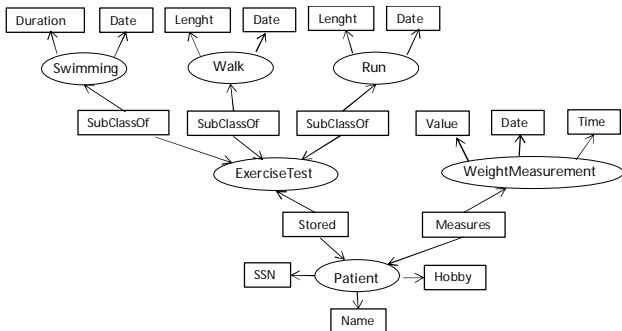 Duration
Date
Lenght
Date
Lenght
Date
Swimming
Walk
Run
SubClassOf
SubClassOf
SubClassOf
Value
Date
Time
ExerciseTest
WeightMeasurement
Stored
Measures
SSN
Patient
Hobby
Name